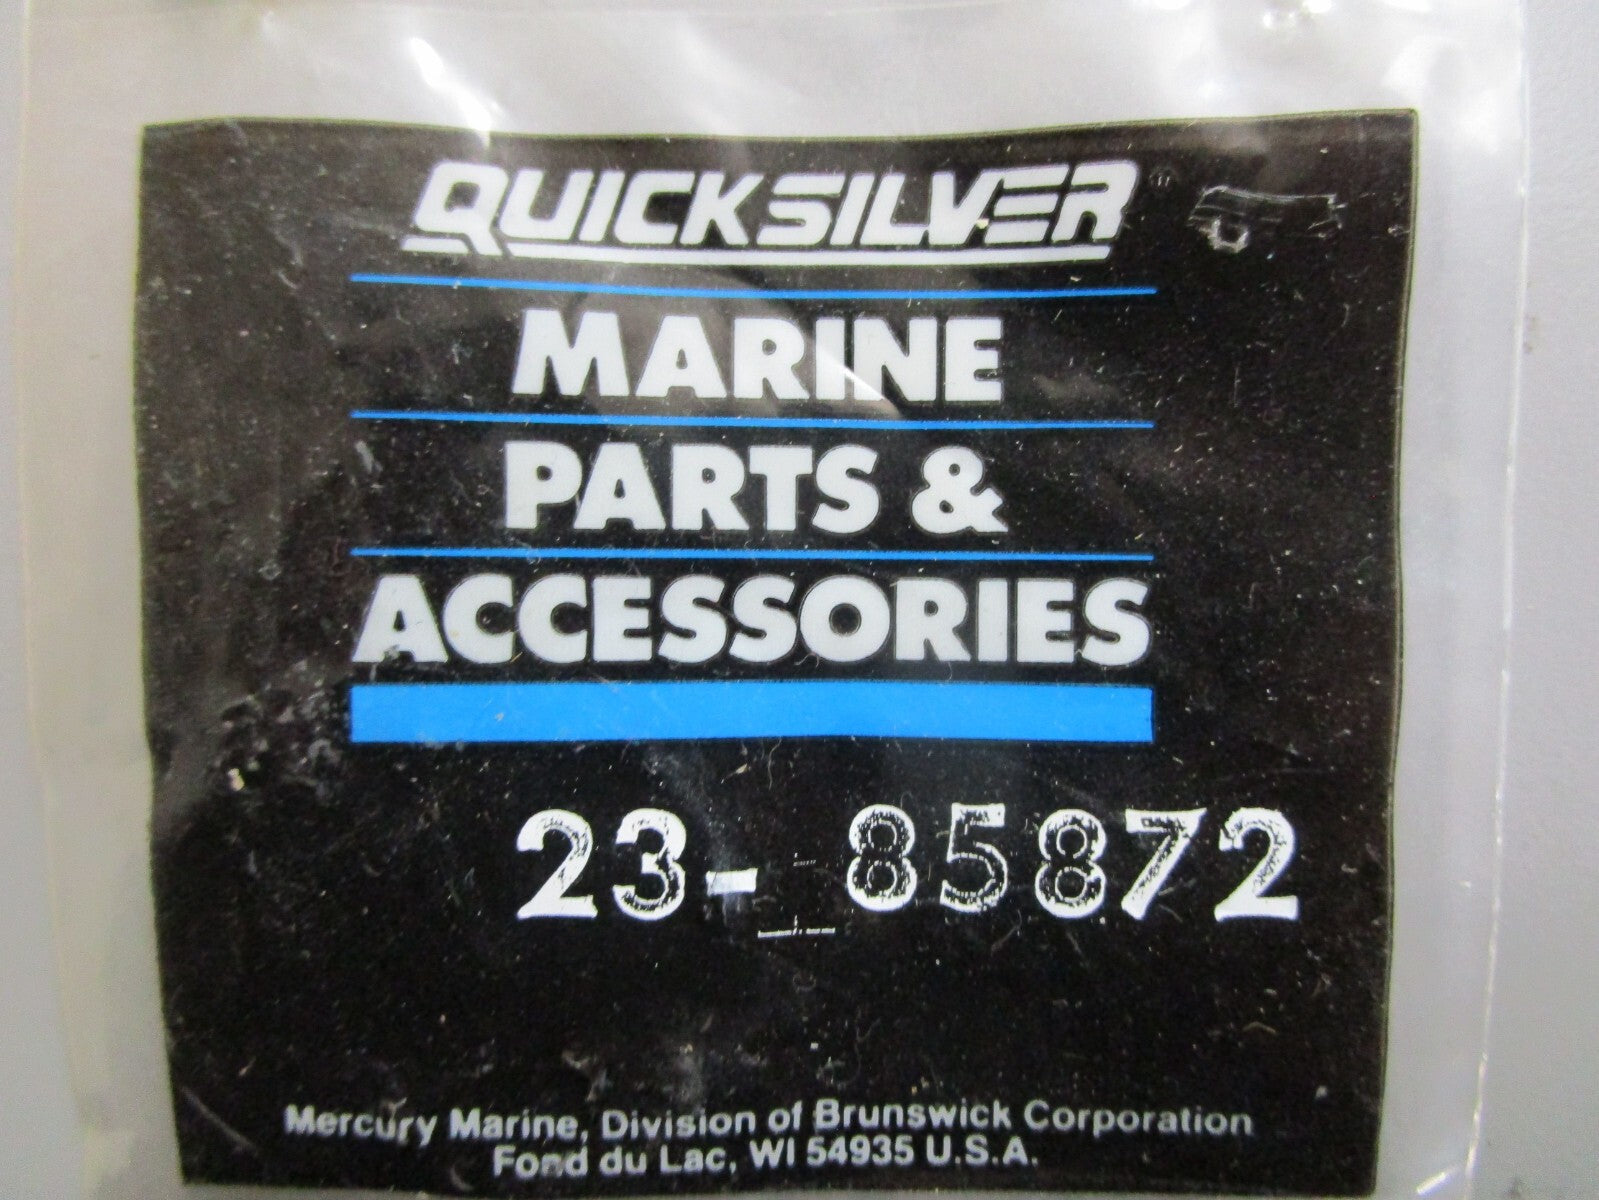 QUICKSILVER
MARINE
PARTS &
ACCESSORIES
23- 85872
Mercury Marine, Division of Brunswick Corporation
Fond du Lac, WI 54935 U.S.A.